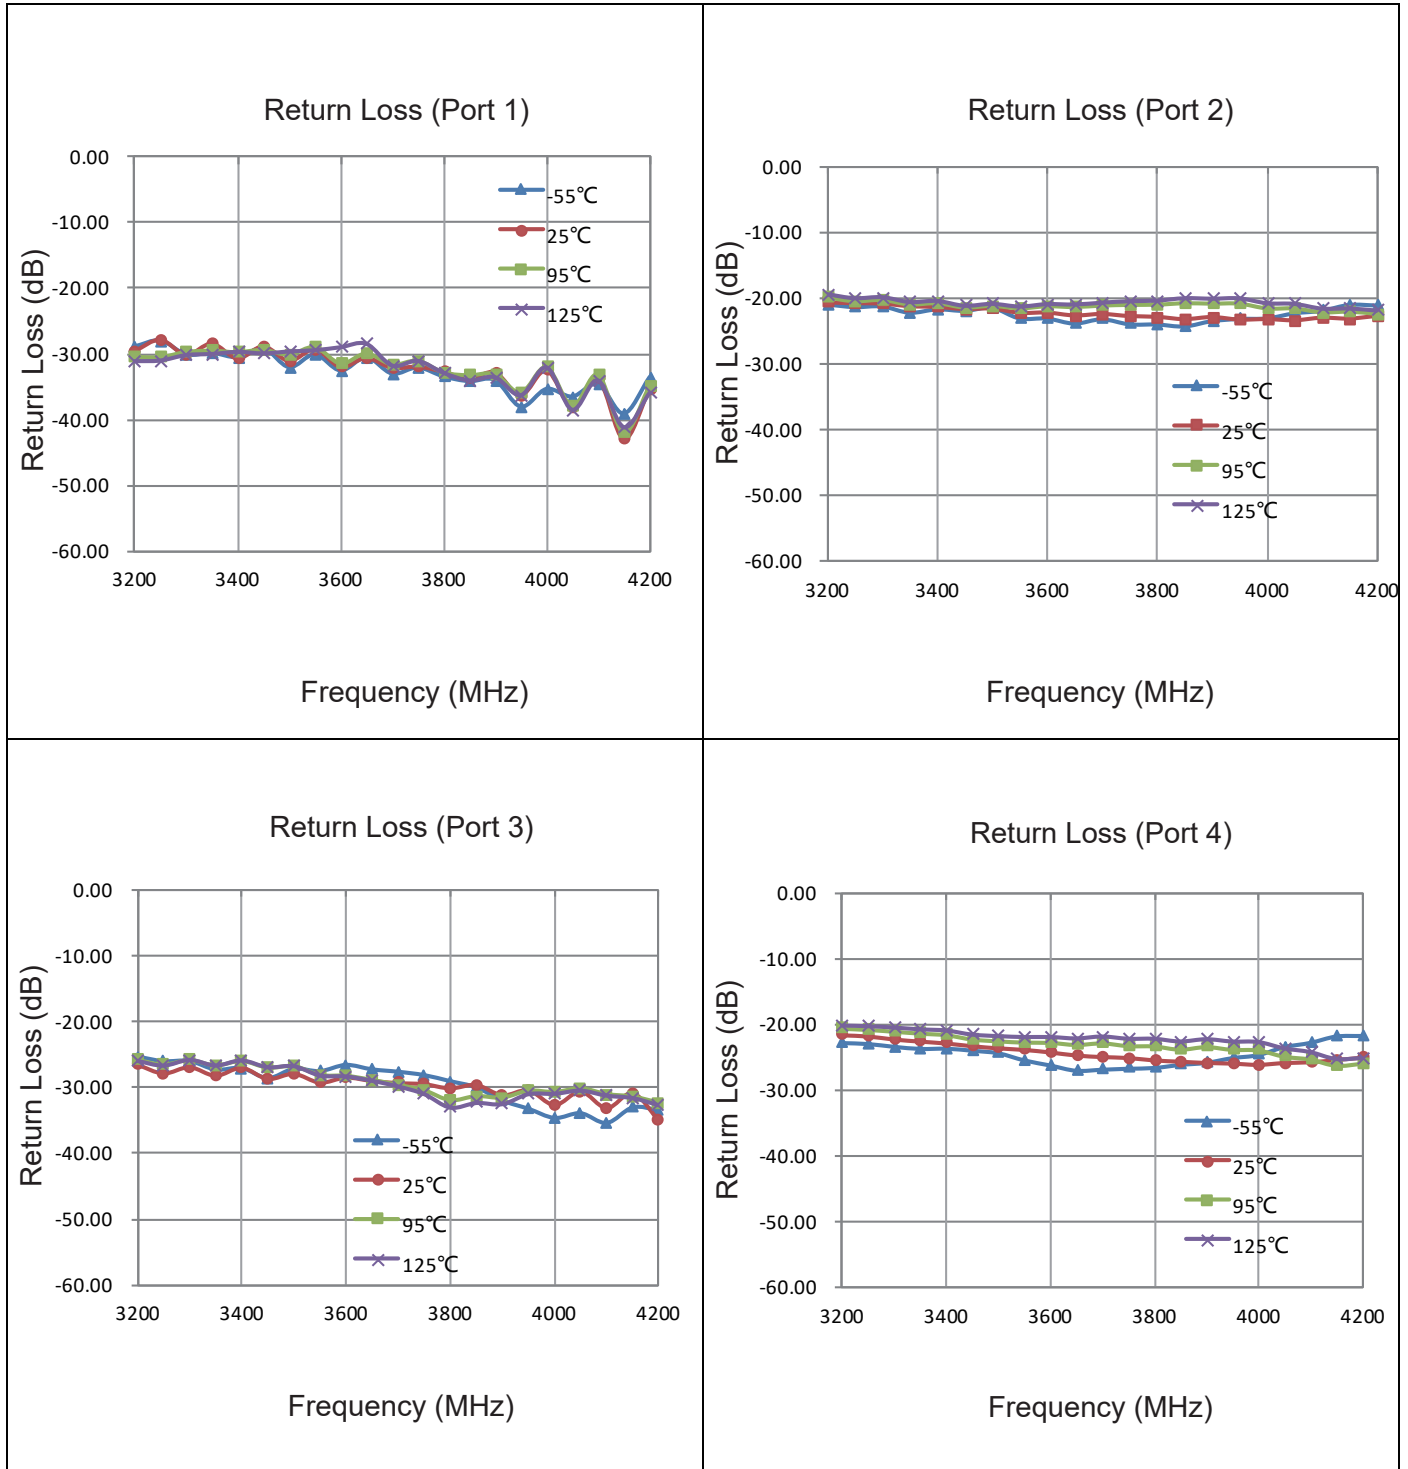 Return Loss (Port 1)
Return Loss (dB)
0.00
-10.00
-20.00
-30.00
-40.00
-50.00
-60.00
-55℃
25℃
95℃
125℃
3200 3400 3600 3800 4000 4200
Frequency (MHz)
Return Loss (Port 2)
Return Loss (dB)
0.00
-10.00
-20.00
-30.00
-40.00
-50.00
-60.00
-55℃
25℃
95℃
125℃
3200 3400 3600 3800 4000 4200
Frequency (MHz)
Return Loss (Port 3)
Return Loss (dB)
0.00
-10.00
-20.00
-30.00
-40.00
-50.00
-60.00
-55℃
25℃
95℃
125℃
3200 3400 3600 3800 4000 4200
Frequency (MHz)
Return Loss (Port 4)
Return Loss (dB)
0.00
-10.00
-20.00
-30.00
-40.00
-50.00
-60.00
-55℃
25℃
95℃
125℃
3200 3400 3600 3800 4000 4200
Frequency (MHz)